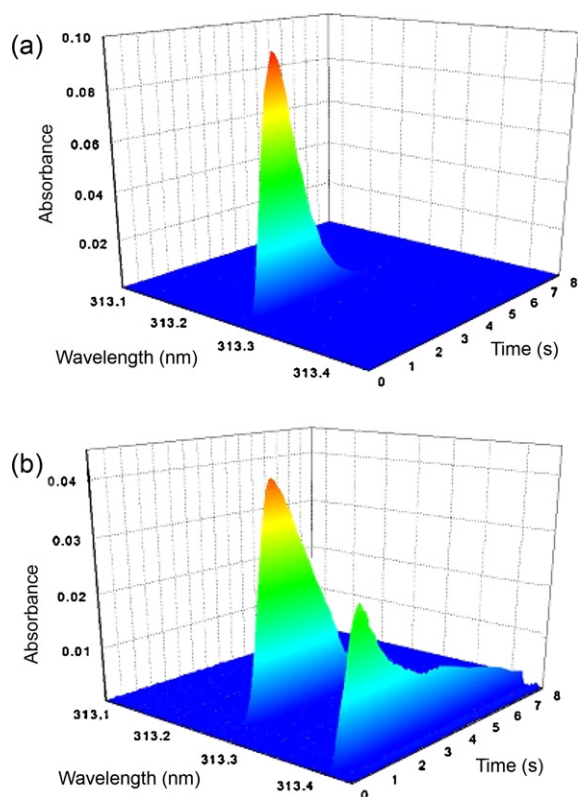 (a)
0.10
0.08
0.06
0.04
0.02
Absorbance
313.1
313.2
313.3
313.4
Wavelength (nm)
0 1 2 3 4 5 6 7 8
Time (s)
(b)
0.04
0.03
0.02
0.01
Absorbance
313.1
313.2
313.3
313.4
Wavelength (nm)
0 1 2 3 4 5 6 7 8
Time (s)